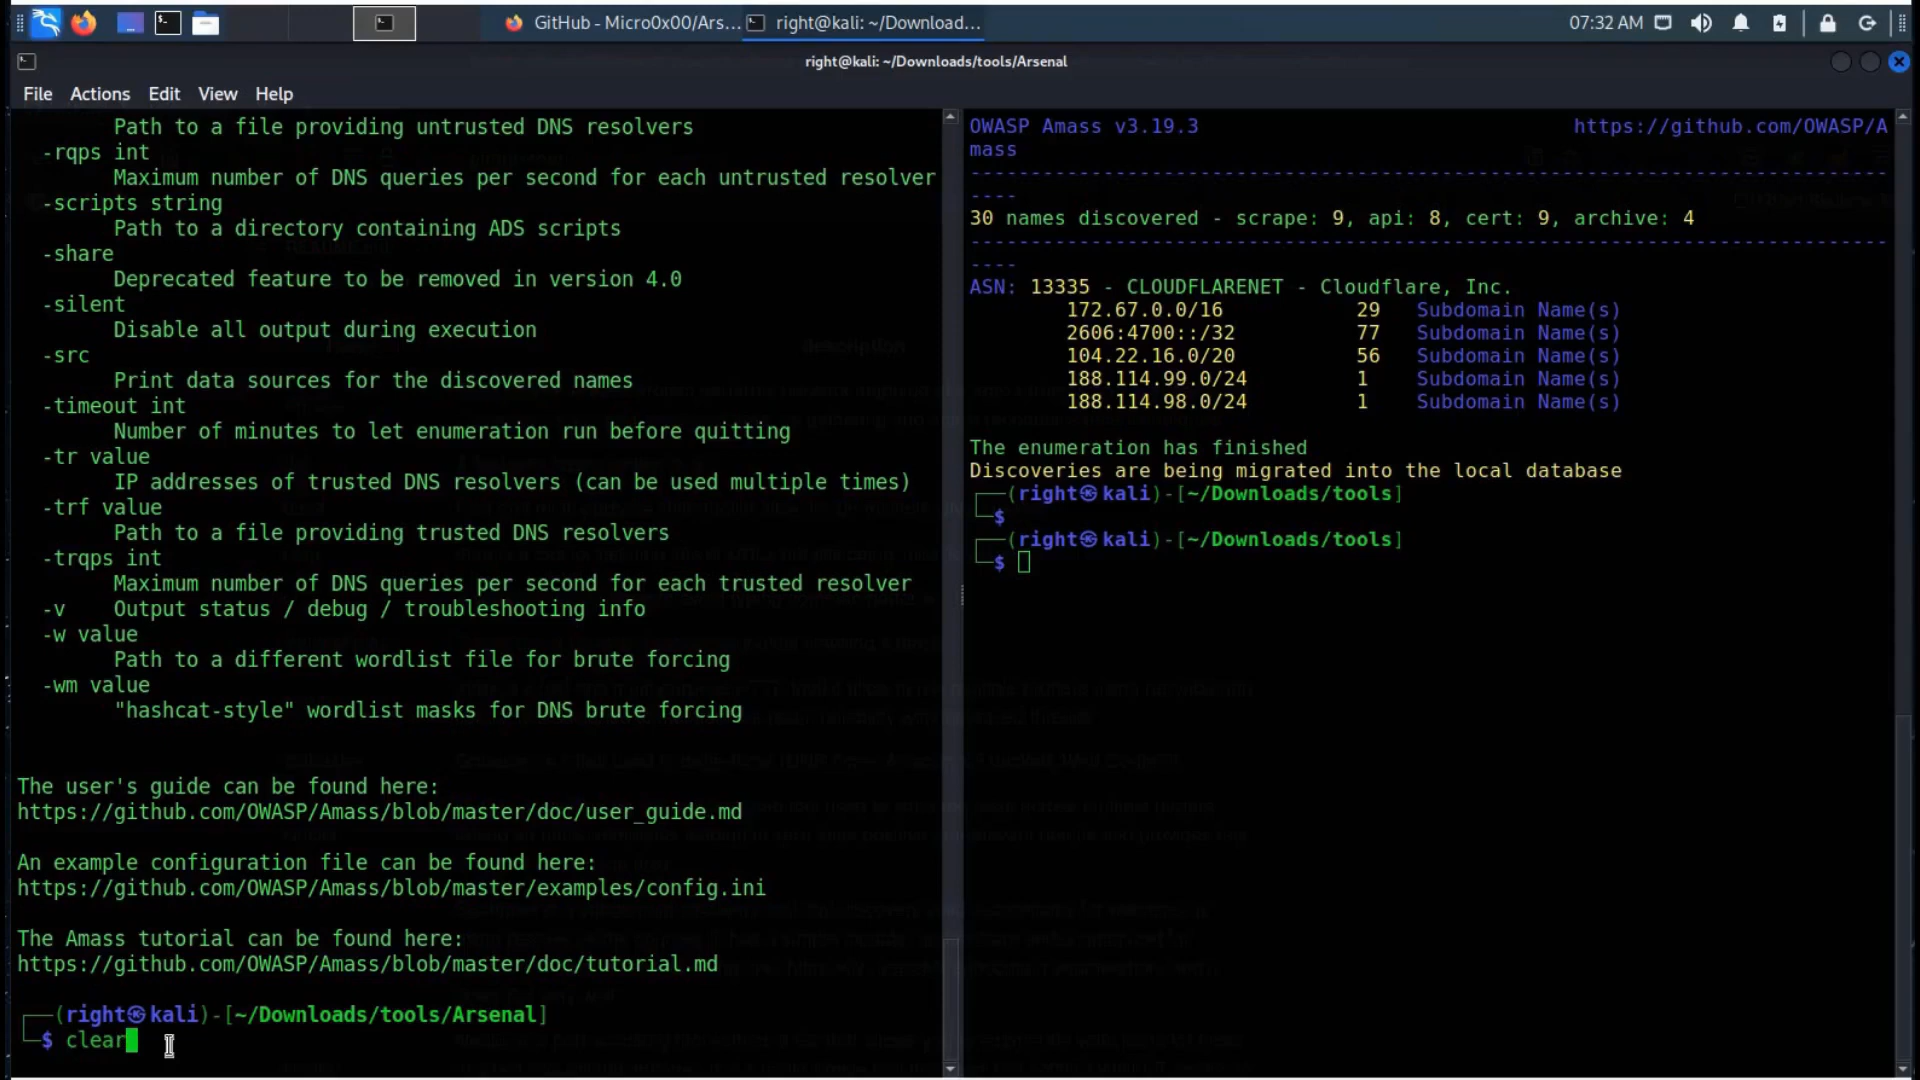 GitHub - Micro0x00/Ars...
right@kali: ~/Download...
07:32 AM
right@kali: ~/Downloads/tools/Arsenal
File Actions Edit View Help
Path to a file providing untrusted DNS resolvers
-rqps int
Maximum number of DNS queries per second for each untrusted resolver
-scripts string
Path to a directory containing ADS scripts
-share
Deprecated feature to be removed in version 4.0
-silent
Disable all output during execution
-src
Print data sources for the discovered names
-timeout int
Number of minutes to let enumeration run before quitting
-tr value
IP addresses of trusted DNS resolvers (can be used multiple times)
-trf value
Path to a file providing trusted DNS resolvers
-trqps int
Maximum number of DNS queries per second for each trusted resolver
-v Output status / debug / troubleshooting info
-w value
Path to a different wordlist file for brute forcing
-wm value
"hashcat-style" wordlist masks for DNS brute forcing
The user's guide can be found here:
https://github.com/OWASP/Amass/blob/master/doc/user_guide.md
An example configuration file can be found here:
https://github.com/OWASP/Amass/blob/master/examples/config.ini
The Amass tutorial can be found here:
https://github.com/OWASP/Amass/blob/master/doc/tutorial.md
┌──(right㉿kali)-[~/Downloads/tools/Arsenal]
└─$ clear
OWASP Amass v3.19.3 https://github.com/OWASP/A
mass
--------------------------------------------------------------------------------
----
30 names discovered - scrape: 9, api: 8, cert: 9, archive: 4
--------------------------------------------------------------------------------
----
ASN: 13335 - CLOUDFLARENET - Cloudflare, Inc.
172.67.0.0/16 29 Subdomain Name(s)
2606:4700::/32 77 Subdomain Name(s)
104.22.16.0/20 56 Subdomain Name(s)
188.114.99.0/24 1 Subdomain Name(s)
188.114.98.0/24 1 Subdomain Name(s)
The enumeration has finished
Discoveries are being migrated into the local database
┌──(right㉿kali)-[~/Downloads/tools]
└─$
┌──(right㉿kali)-[~/Downloads/tools]
└─$
description